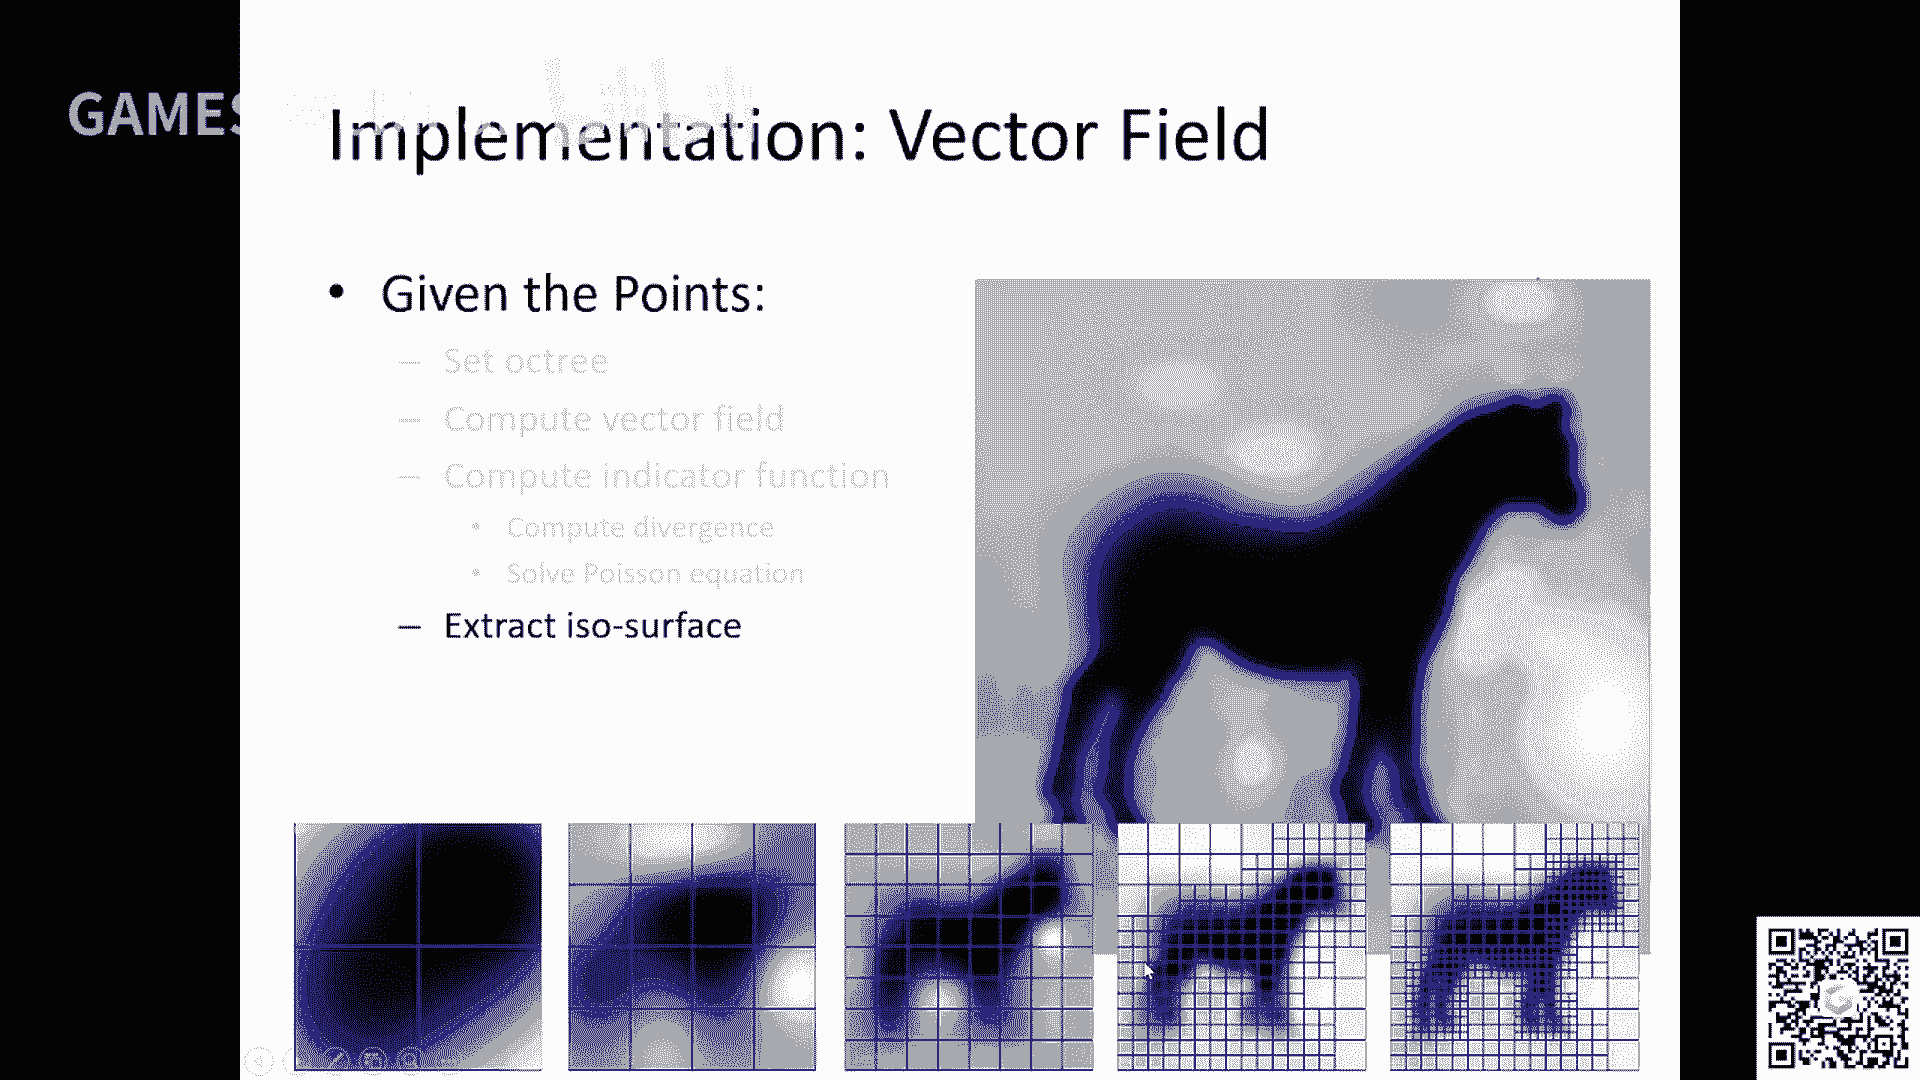 GAMES
Implementation: Vector Field
• Given the Points:
– Set octree
– Compute vector field
– Compute indicator function
• Compute divergence
• Solve Poisson equation
– Extract iso-surface